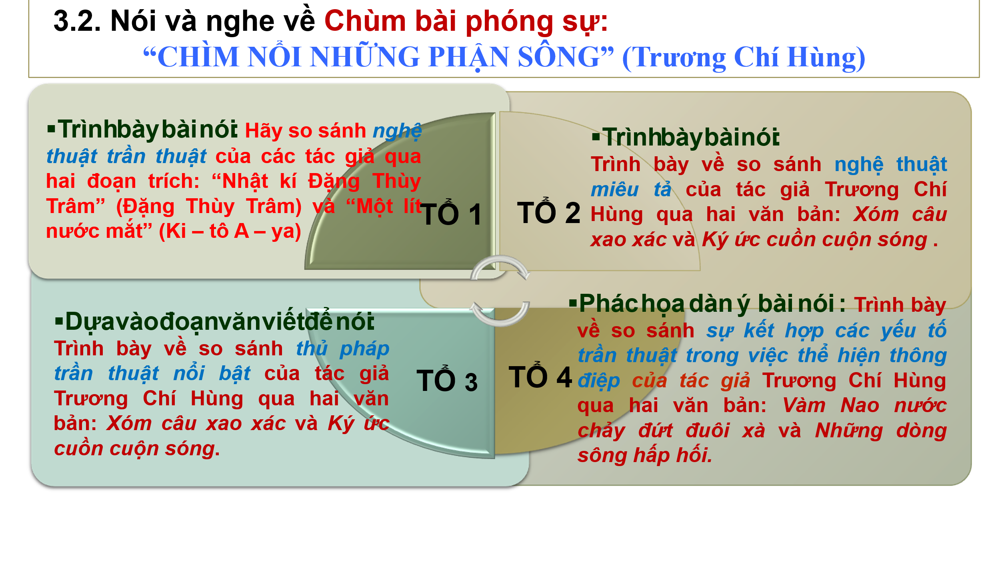 3.2. Nói và nghe về Chùm bài phóng sự:
“CHÌM NỔI NHỮNG PHẬN SÔNG” (Trương Chí Hùng)
▪Trình bày bài nói: Hãy so sánh nghệ
thuật trần thuật của các tác giả qua
hai đoạn trích: “Nhật kí Đặng Thùy
Trâm” (Đặng Thùy Trâm) và “Một lít
nước mắt” (Ki – tô A – ya)
TỔ 1
TỔ 2
▪Trình bày bài nói:
Trình bày về so sánh nghệ thuật
miêu tả của tác giả Trương Chí
Hùng qua hai văn bản: Xóm câu
xao xác và Ký ức cuồn cuộn sóng .
▪Dựa vào đoạn văn viết để nói:
Trình bày về so sánh thủ pháp
trần thuật nổi bật của tác giả
Trương Chí Hùng qua hai văn
bản: Xóm câu xao xác và Ký ức
cuồn cuộn sóng.
TỔ 3
TỔ 4
▪Phác họa dàn ý bài nói : Trình bày
về so sánh sự kết hợp các yếu tố
trần thuật trong việc thể hiện thông
điệp của tác giả Trương Chí Hùng
qua hai văn bản: Vàm Nao nước
chảy đứt đuôi xà và Những dòng
sông hấp hối.